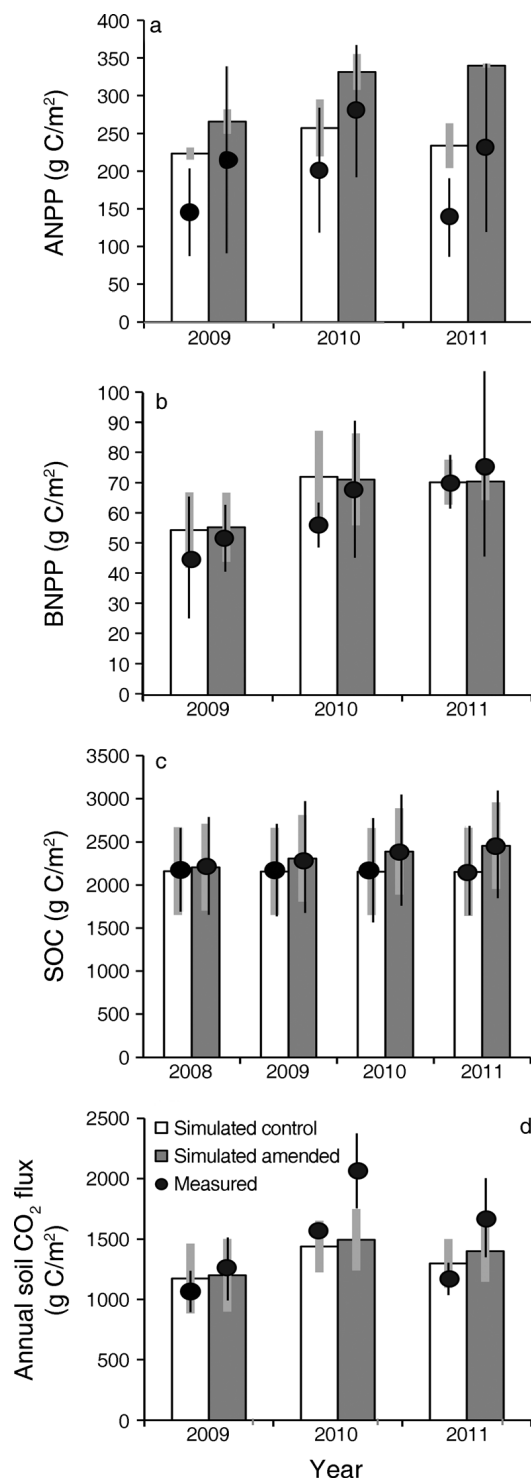 a
ANPP (g C/m²)
400
350
300
250
200
150
100
50
0
2009 2010 2011
b
BNPP (g C/m²)
100
90
80
70
60
50
40
30
20
10
0
2009 2010 2011
c
SOC (g C/m²)
3500
3000
2500
2000
1500
1000
500
0
2008 2009 2010 2011
d
Annual soil CO₂ flux
(g C/m²)
2500
2000
1500
1000
500
0
Simulated control
Simulated amended
Measured
2009 2010 2011
Year